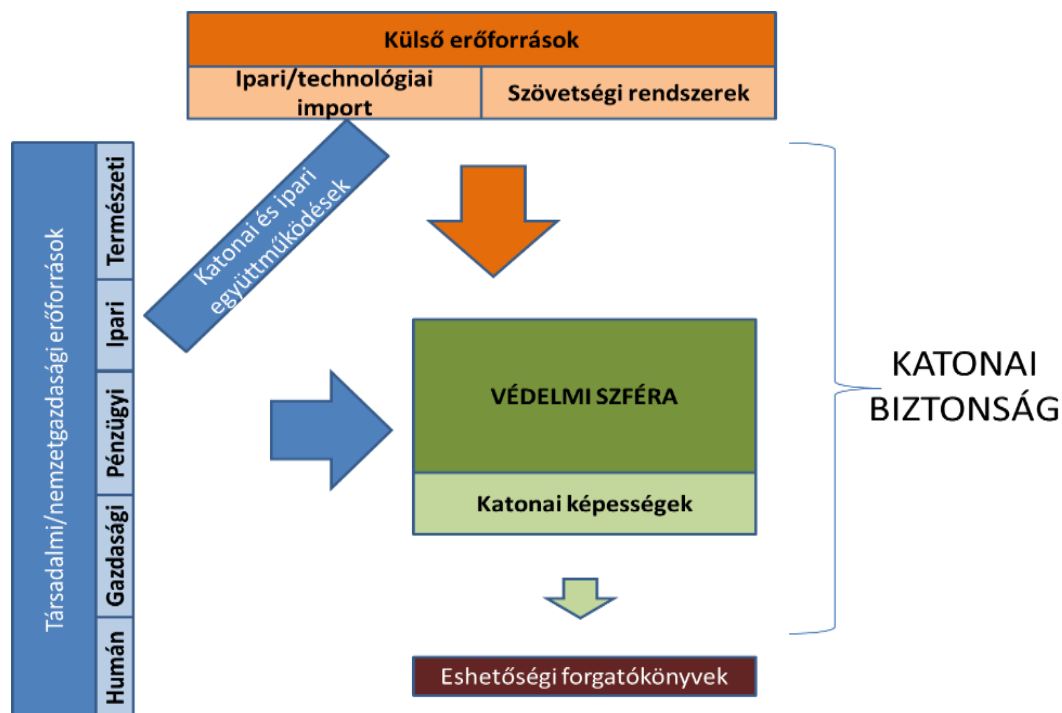 Külső erőforrások
Ipari/technológiai
import
Szövetségi rendszerek
Társadalmi/nemzetgazdasági erőforrások
Természeti
Ipari
Pénzügyi
Gazdasági
Humán
Katonai és ipari
együttműködések
VÉDELMI SZFÉRA
Katonai képességek
Eshetőségi forgatókönyvek
KATONAI
BIZTONSÁG